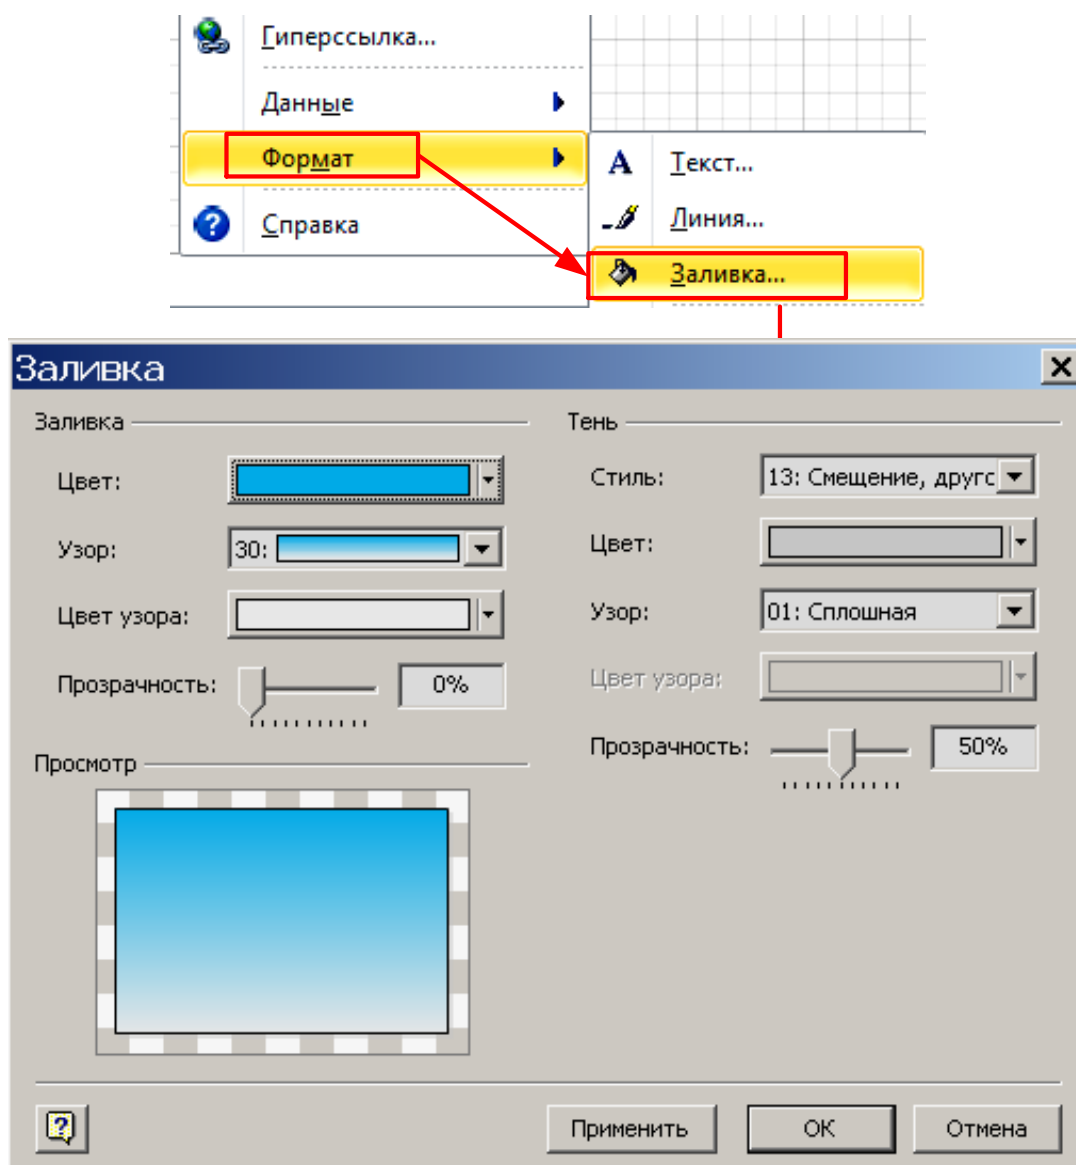 Гиперссылка...
Данные
Формат
Справка
A Текст...
Линия...
Заливка...
Заливка
Заливка
Цвет:
Узор: 30:
Цвет узора:
Прозрачность: 0%
Просмотр
Тень
Стиль: 13: Смещение, друго
Цвет:
Узор: 01: Сплошная
Цвет узора:
Прозрачность: 50%
Применить ОК Отмена